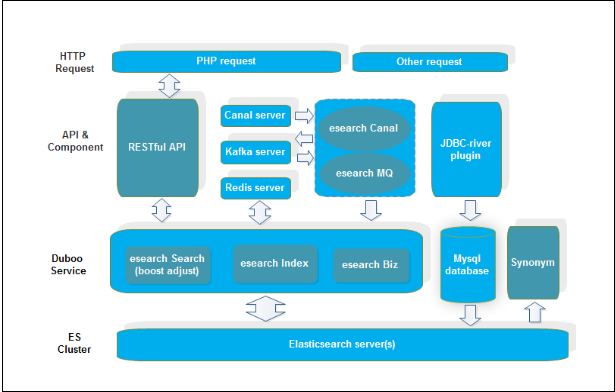 HTTP
Request
PHP request
Other request
API &
Component
RESTful API
Canal server
Kafka server
Redis server
esearch Canal
esearch MQ
JDBC-river
plugin
Duboo
Service
esearch Search
(boost adjust)
esearch Index
esearch Biz
Mysql
database
Synonym
ES
Cluster
Elasticsearch server(s)